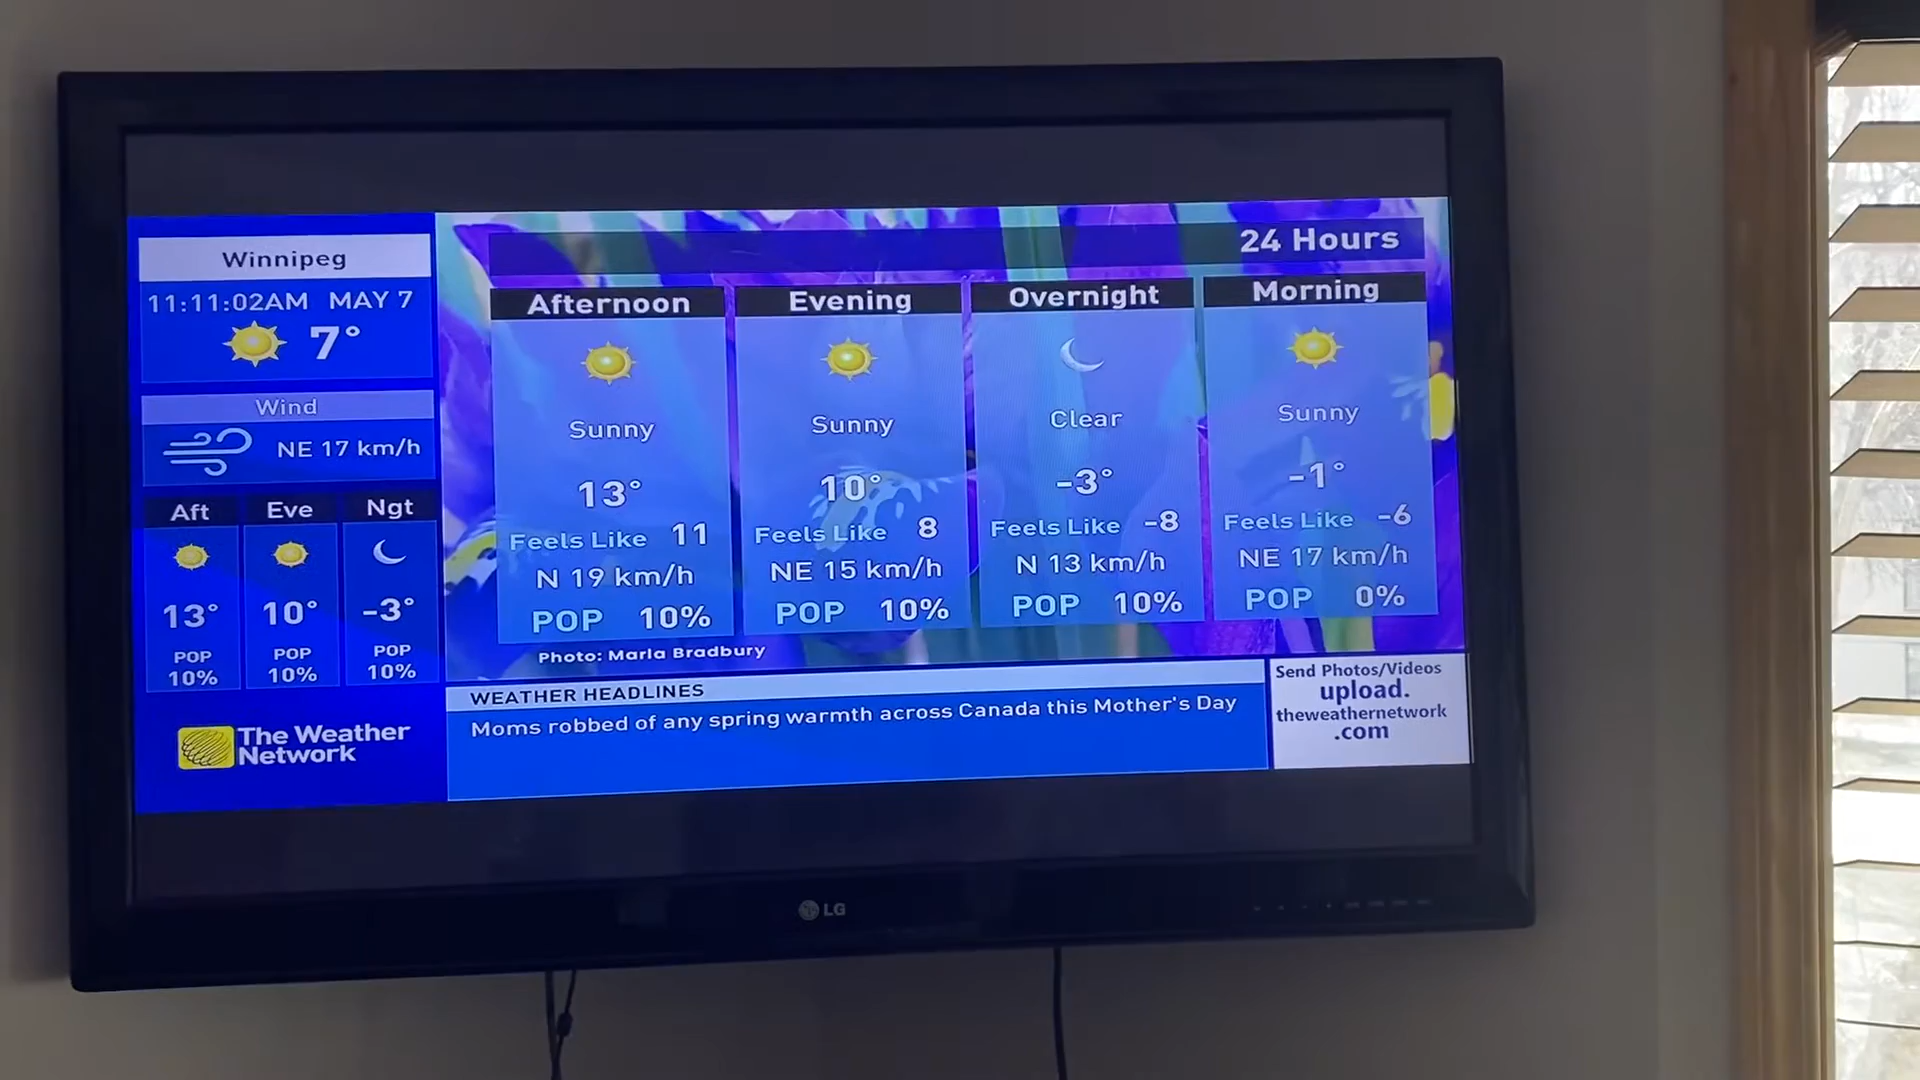 Winnipeg
11:11:02AM MAY 7
7°
Wind
NE 17 km/h
Aft Eve Ngt
13° 10° -3°
POP POP POP
10% 10% 10%
The Weather
Network
24 Hours
Afternoon
Sunny
13°
Feels Like 11
N 19 km/h
POP 10%
Evening
Sunny
10°
Feels Like 8
NE 15 km/h
POP 10%
Overnight
Clear
-3°
Feels Like -8
N 13 km/h
POP 10%
Morning
Sunny
-1°
Feels Like -6
NE 17 km/h
POP 0%
Photo: Marla Bradbury
WEATHER HEADLINES
Moms robbed of any spring warmth across Canada this Mother's Day
Send Photos/Videos
upload.
theweathernetwork
.com
LG